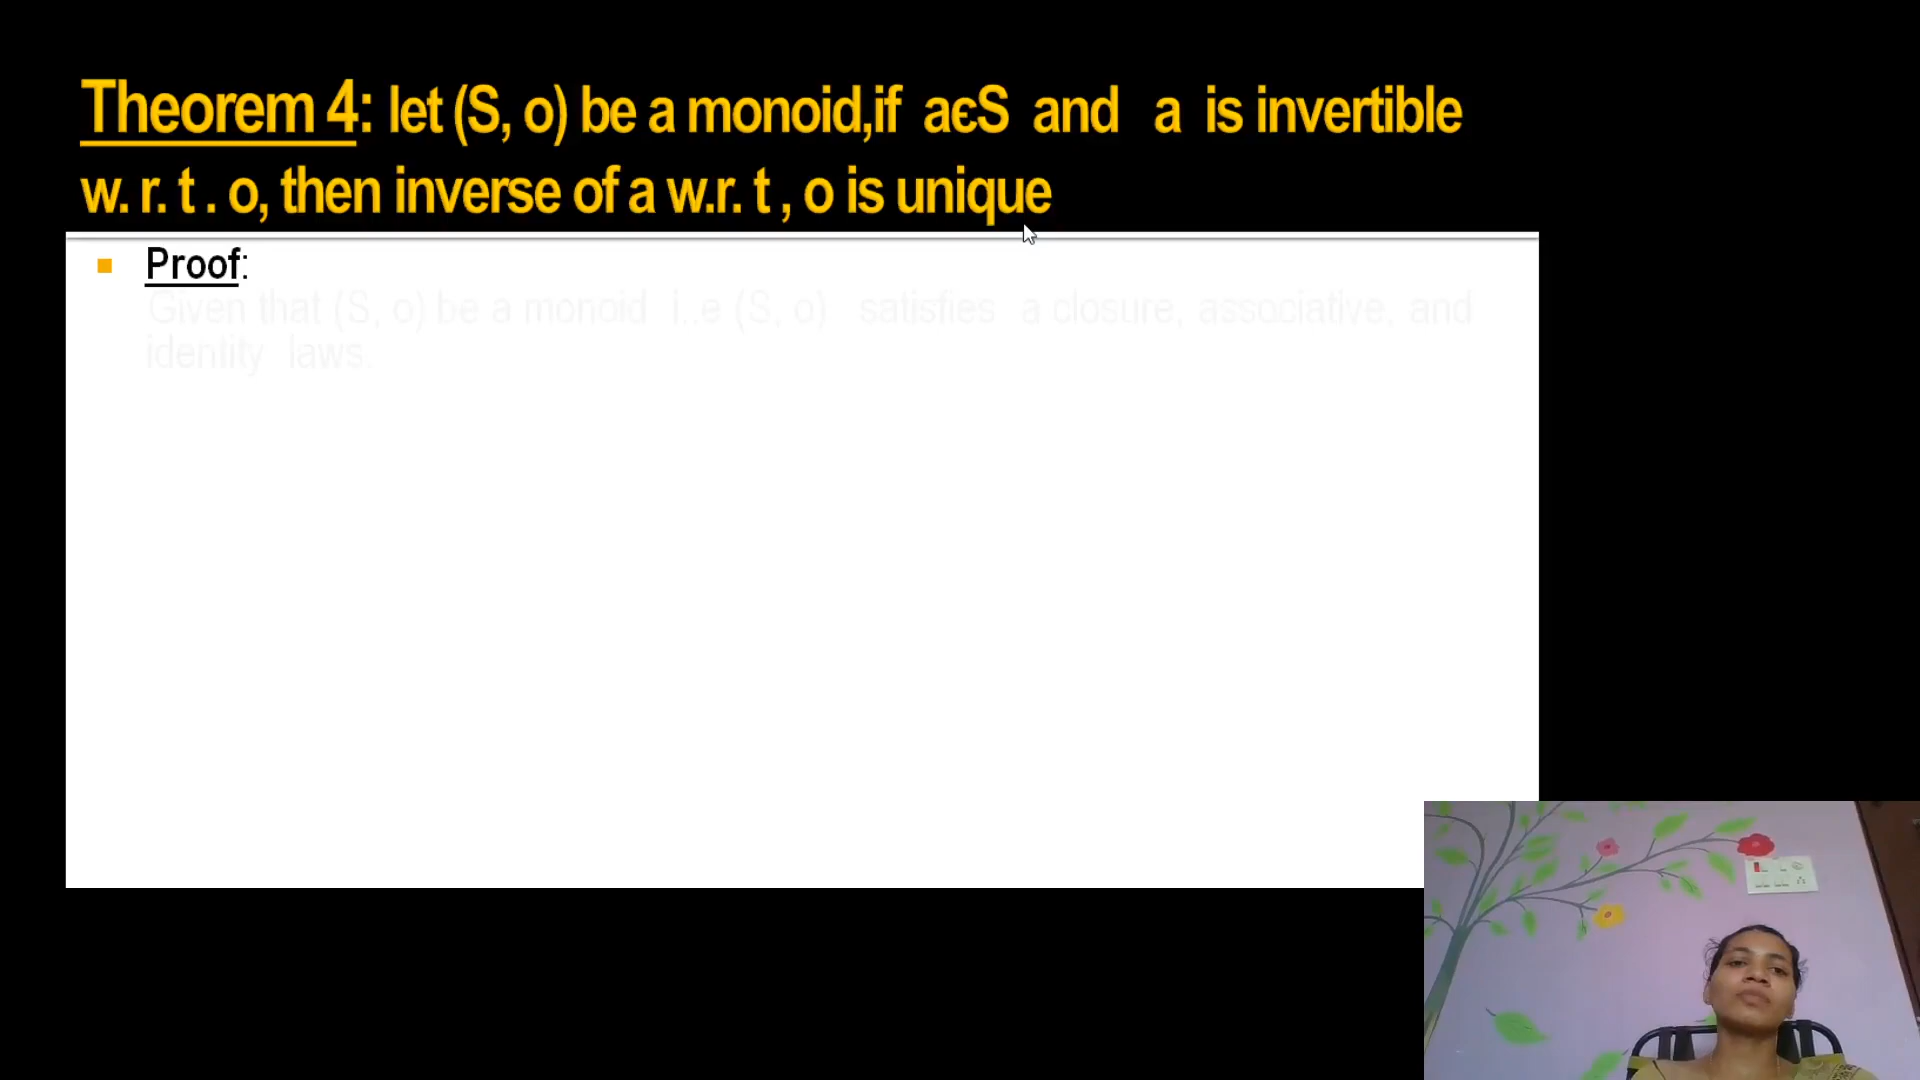 Theorem 4: let (S, o) be a monoid,if aєS and a is invertible
w. r. t . o, then inverse of a w.r. t , o is unique
Proof:
Given that (S, o) be a monoid I..e (S, o) satisfies a closure, associative, and
identity laws.